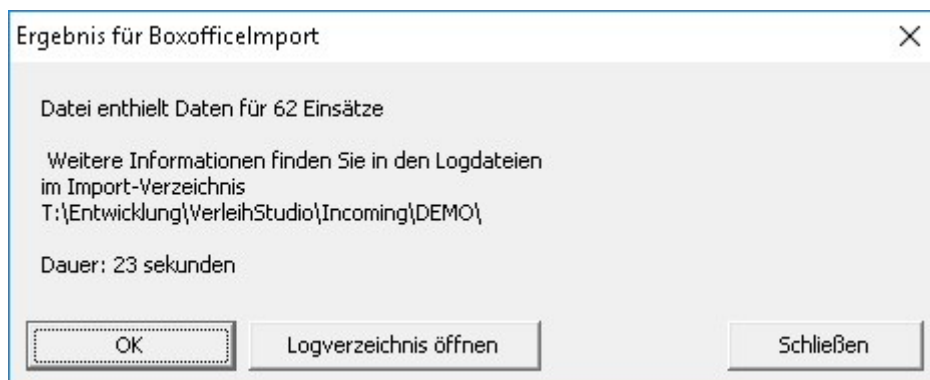 Ergebnis für BoxofficeImport
Datei enthielt Daten für 62 Einsätze
Weitere Informationen finden Sie in den Logdateien
im Import-Verzeichnis
T:\Entwicklung\VerleihStudio\Incoming\DEMO\
Dauer: 23 sekunden
OK
Logverzeichnis öffnen
Schließen